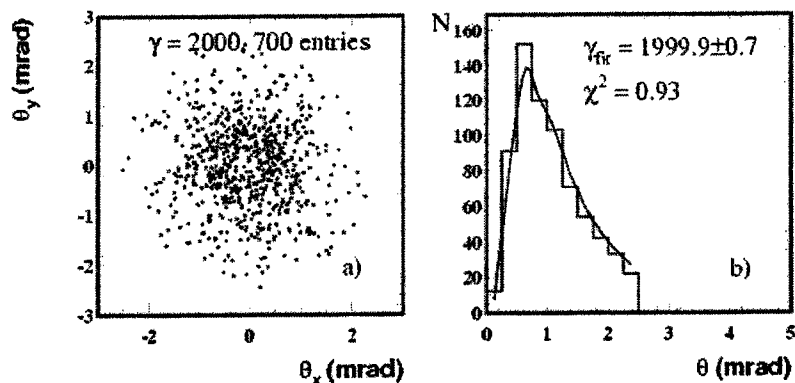 γ = 2000, 700 entries
θy (mrad)
3
2
1
0
-1
-2
-3
-2
0
2
θx (mrad)
a)
N
160
140
120
100
80
60
40
20
0
γfit = 1999.9±0.7
χ² = 0.93
b)
0
1
2
3
4
5
θ (mrad)